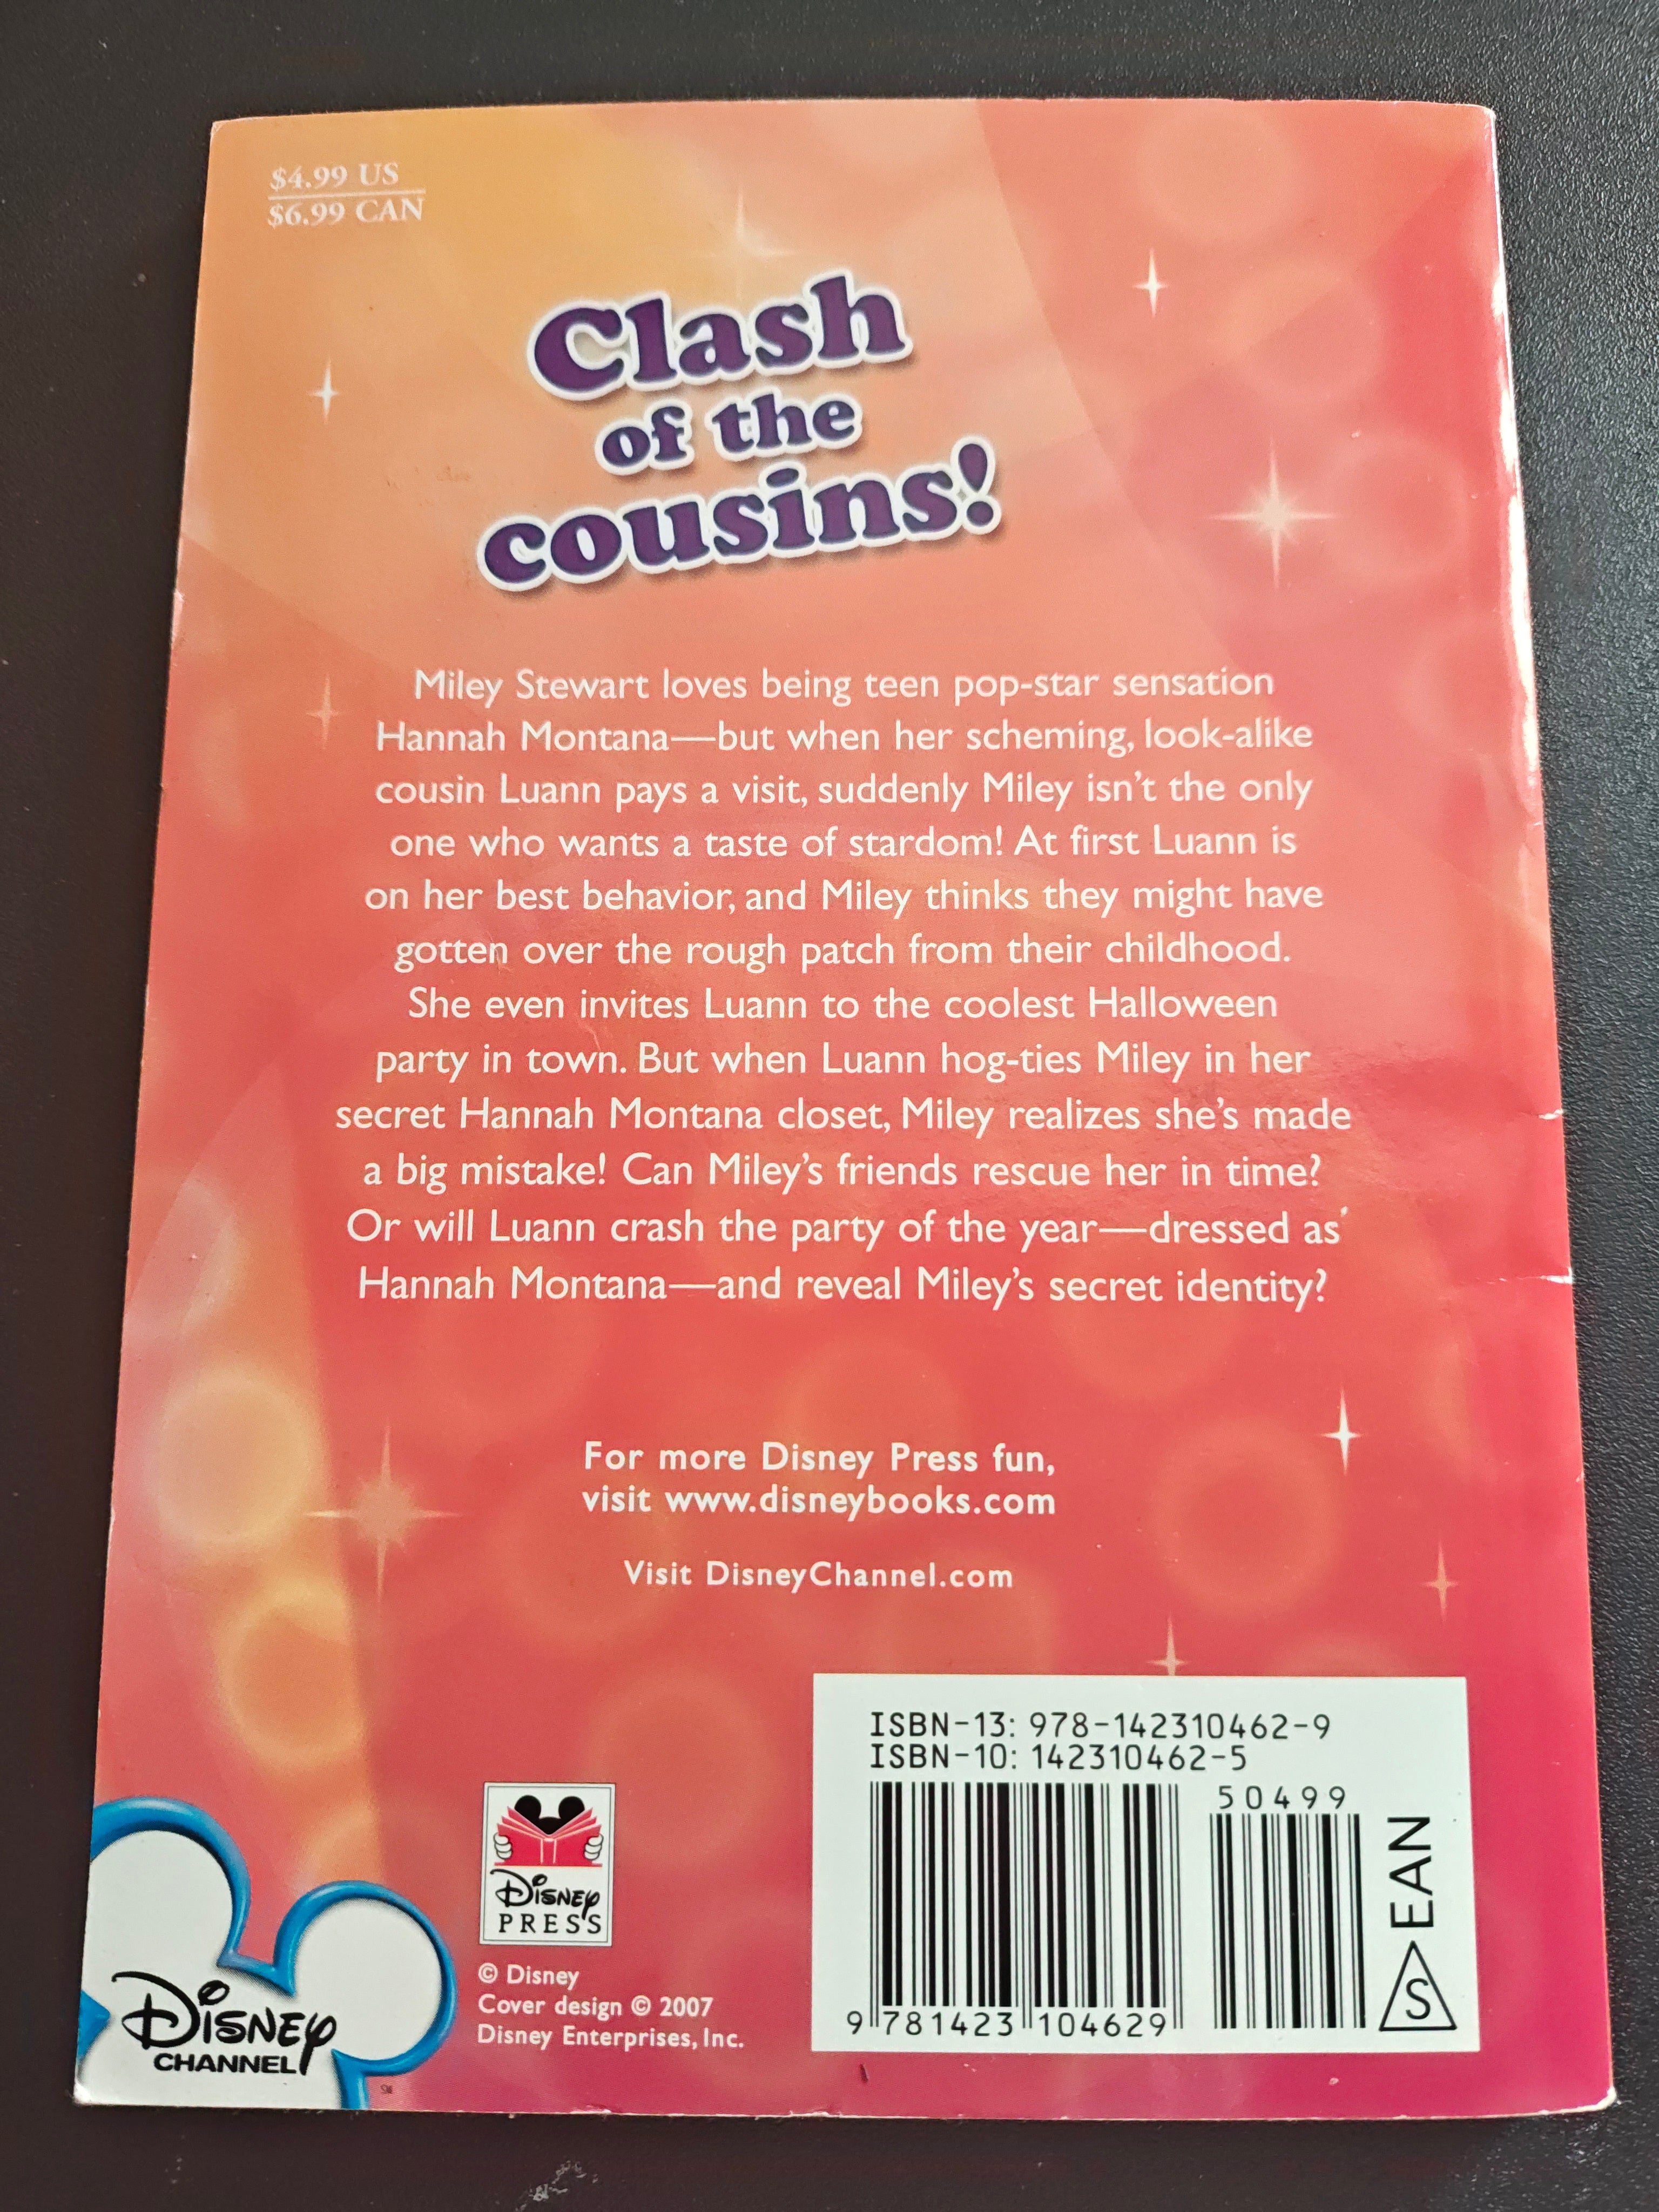 $4.99 US
$6.99 CAN
Clash
of the
cousins!
Miley Stewart loves being teen pop-star sensation
Hannah Montana—but when her scheming, look-alike
cousin Luann pays a visit, suddenly Miley isn't the only
one who wants a taste of stardom! At first Luann is
on her best behavior, and Miley thinks they might have
gotten over the rough patch from their childhood.
She even invites Luann to the coolest Halloween
party in town. But when Luann hog-ties Miley in her
secret Hannah Montana closet, Miley realizes she's made
a big mistake! Can Miley's friends rescue her in time?
Or will Luann crash the party of the year—dressed as
Hannah Montana—and reveal Miley's secret identity?
For more Disney Press fun,
visit www.disneybooks.com
Visit DisneyChannel.com
ISBN-13: 978-142310462-9
ISBN-10: 142310462-5
50499
9 781423 104629
EAN
S
Disney
PRESS
© Disney
Cover design © 2007
Disney Enterprises, Inc.
Disney
CHANNEL
SM